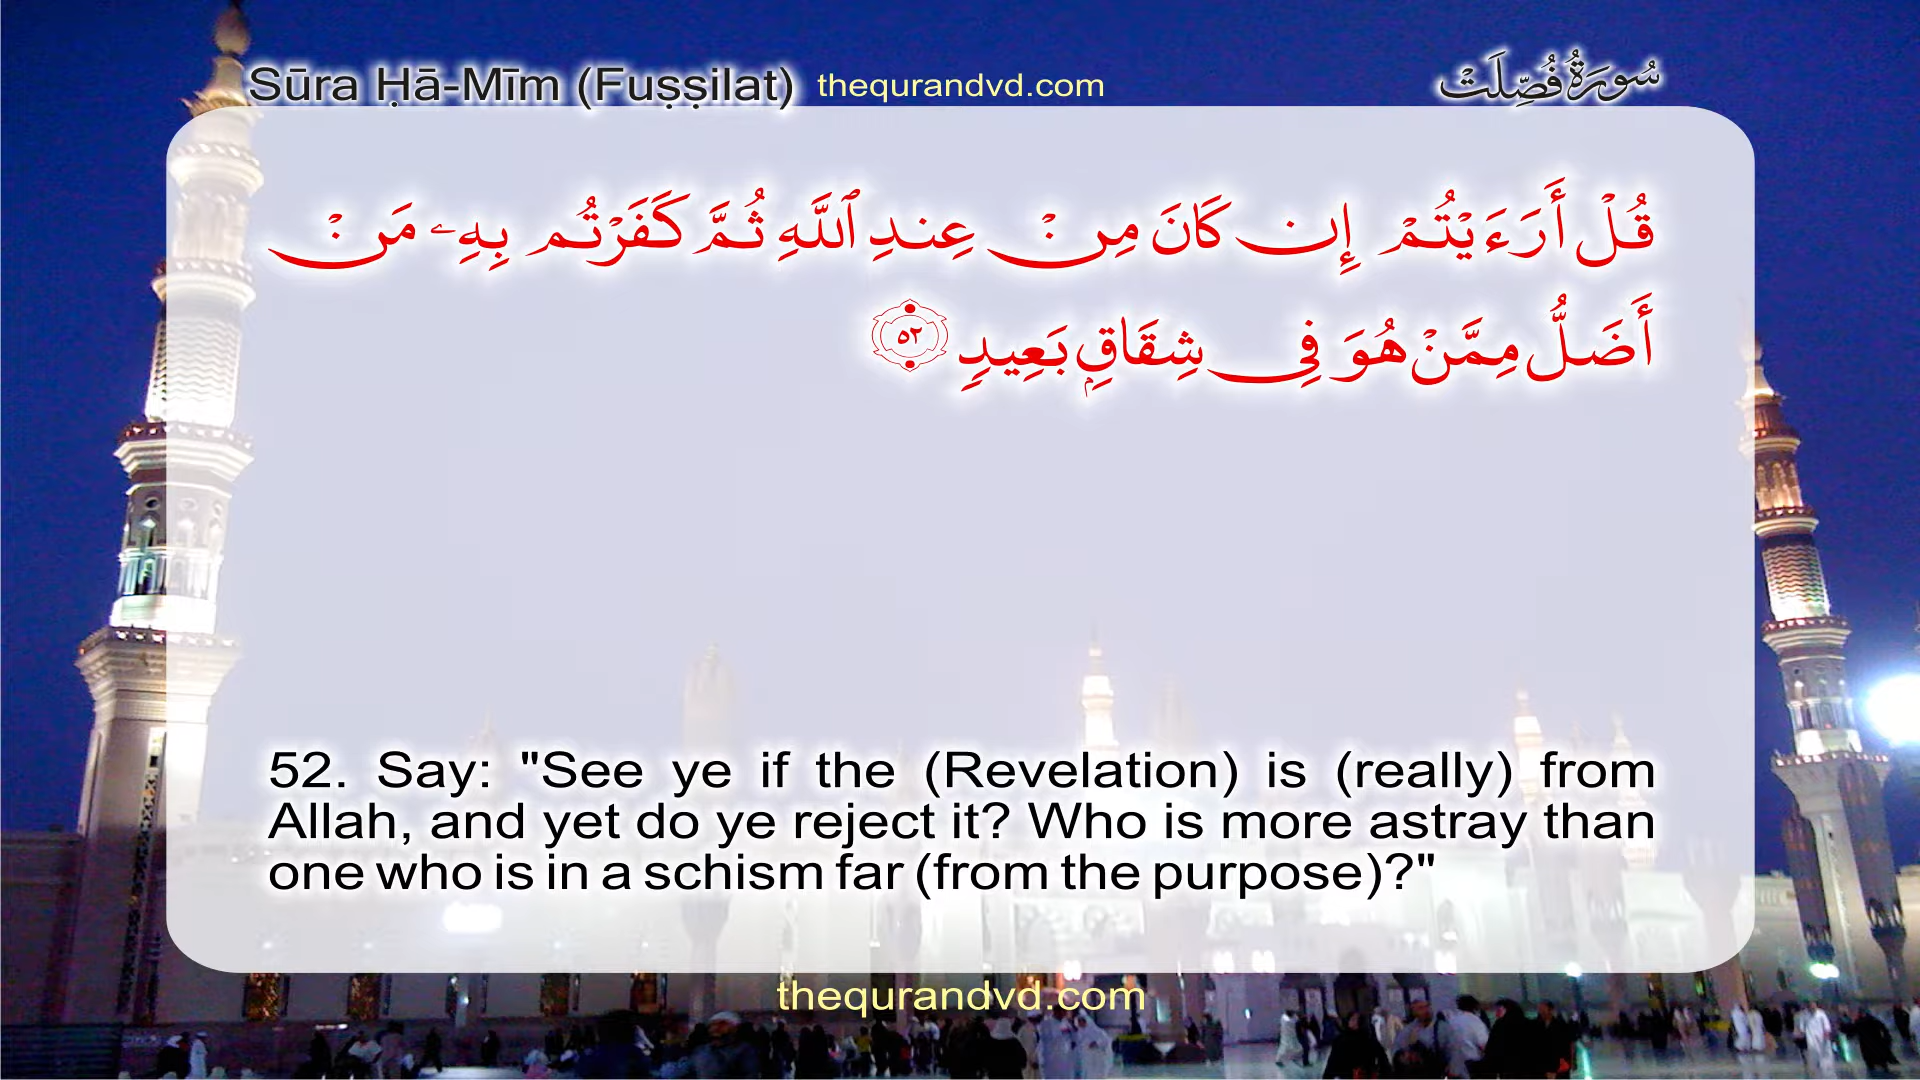 Sūra Ḥā-Mīm (Fuṣṣilat) thequrandvd.com سُورَةُ فُصِّلَتْ
قُلْ أَرَءَيْتُمْ إِن كَانَ مِنْ عِندِ ٱللَّهِ ثُمَّ كَفَرْتُم بِهِۦ مَنْ
أَضَلُّ مِمَّنْ هُوَ فِى شِقَاقٍۭ بَعِيدٍ ٥٢
52. Say: "See ye if the (Revelation) is (really) from
Allah, and yet do ye reject it? Who is more astray than
one who is in a schism far (from the purpose)?"
thequrandvd.com